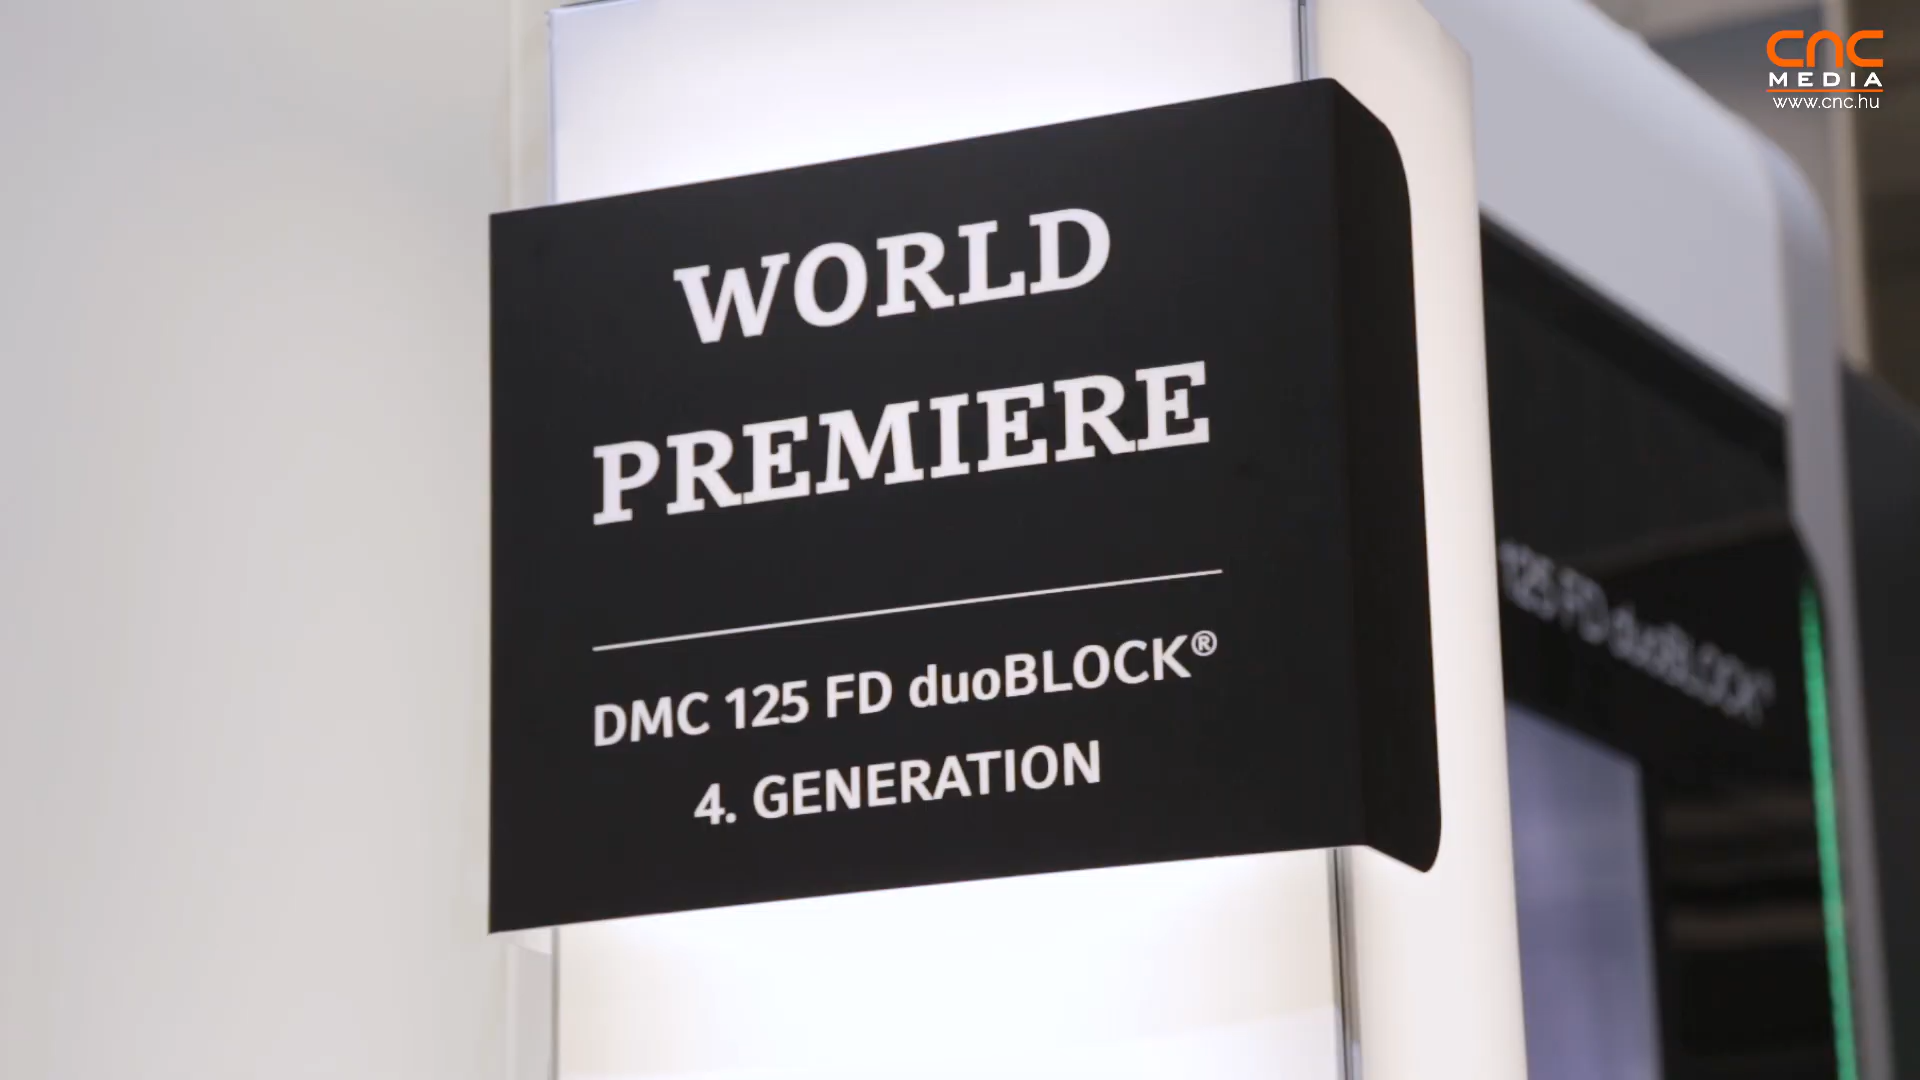 CNC
MEDIA
www.cnc.hu
WORLD
PREMIERE
DMC 125 FD duoBLOCK®
4. GENERATION
125 FD duoBLOCK®